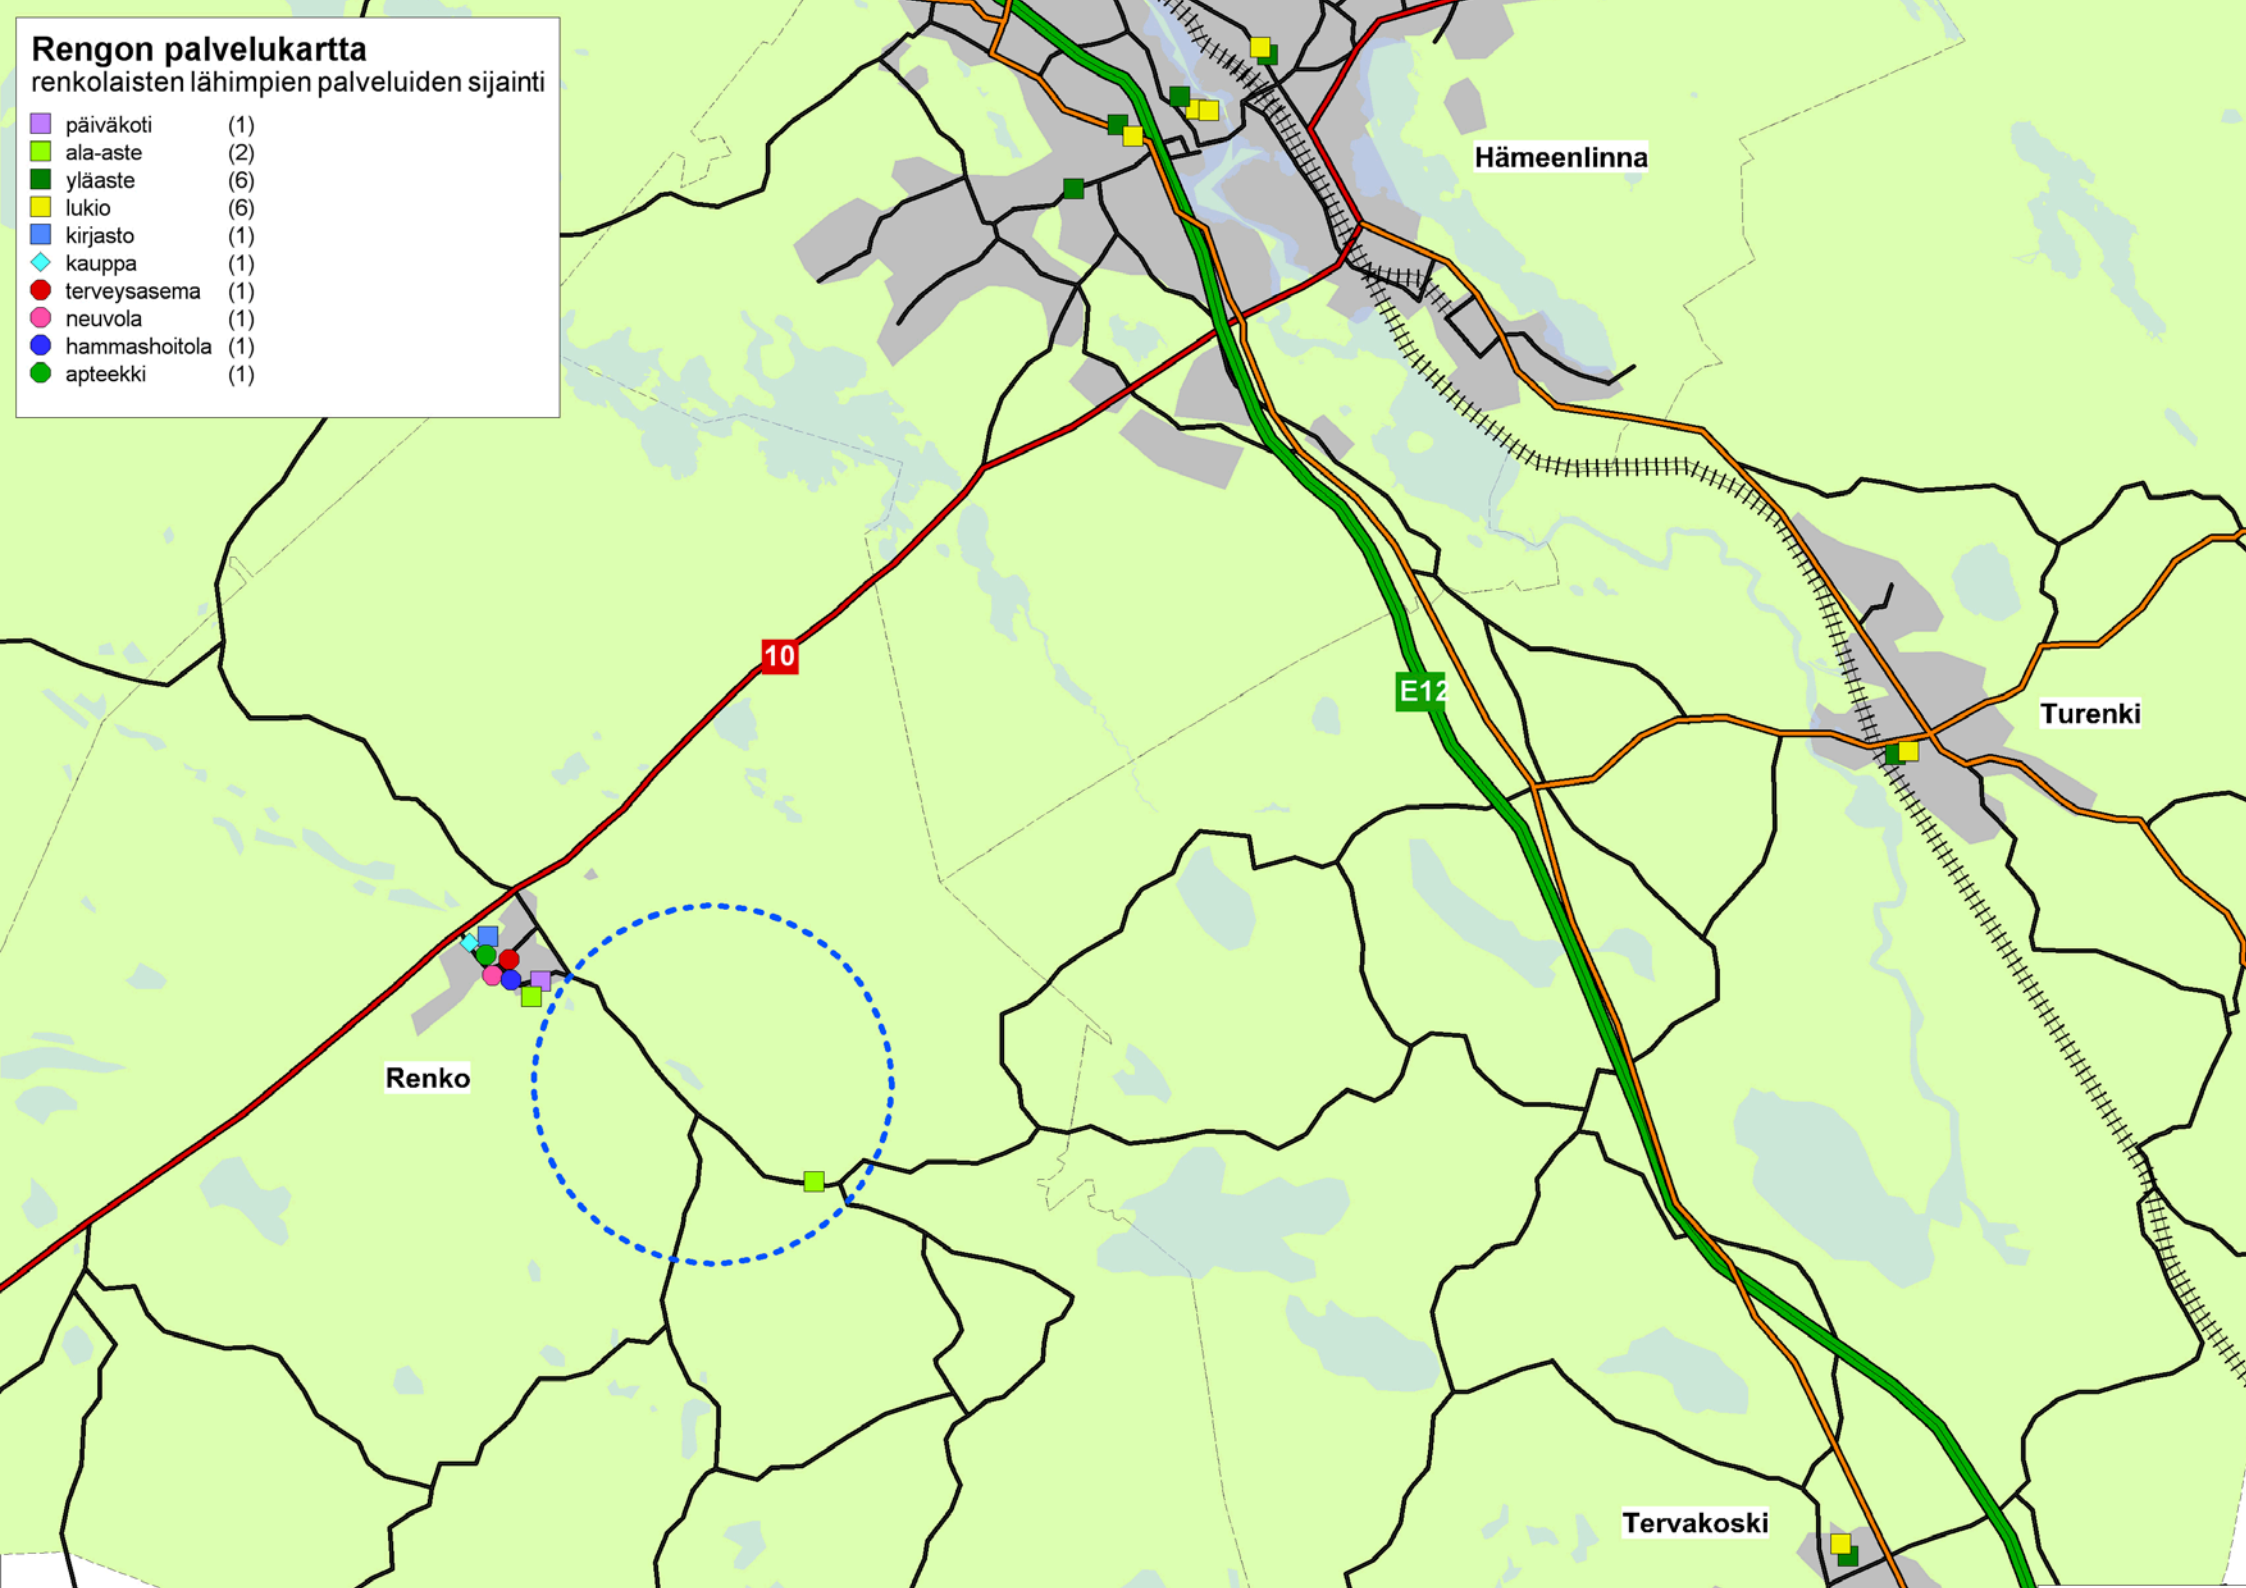 Rengon palvelukartta
renkolaisten lähimpien palveluiden sijainti
päiväkoti (1)
ala-aste (2)
yläaste (6)
lukio (6)
kirjasto (1)
kauppa (1)
terveysasema (1)
neuvola (1)
hammashoitola (1)
apteekki (1)
Hämeenlinna
10
E12
Turenki
Renko
Tervakoski